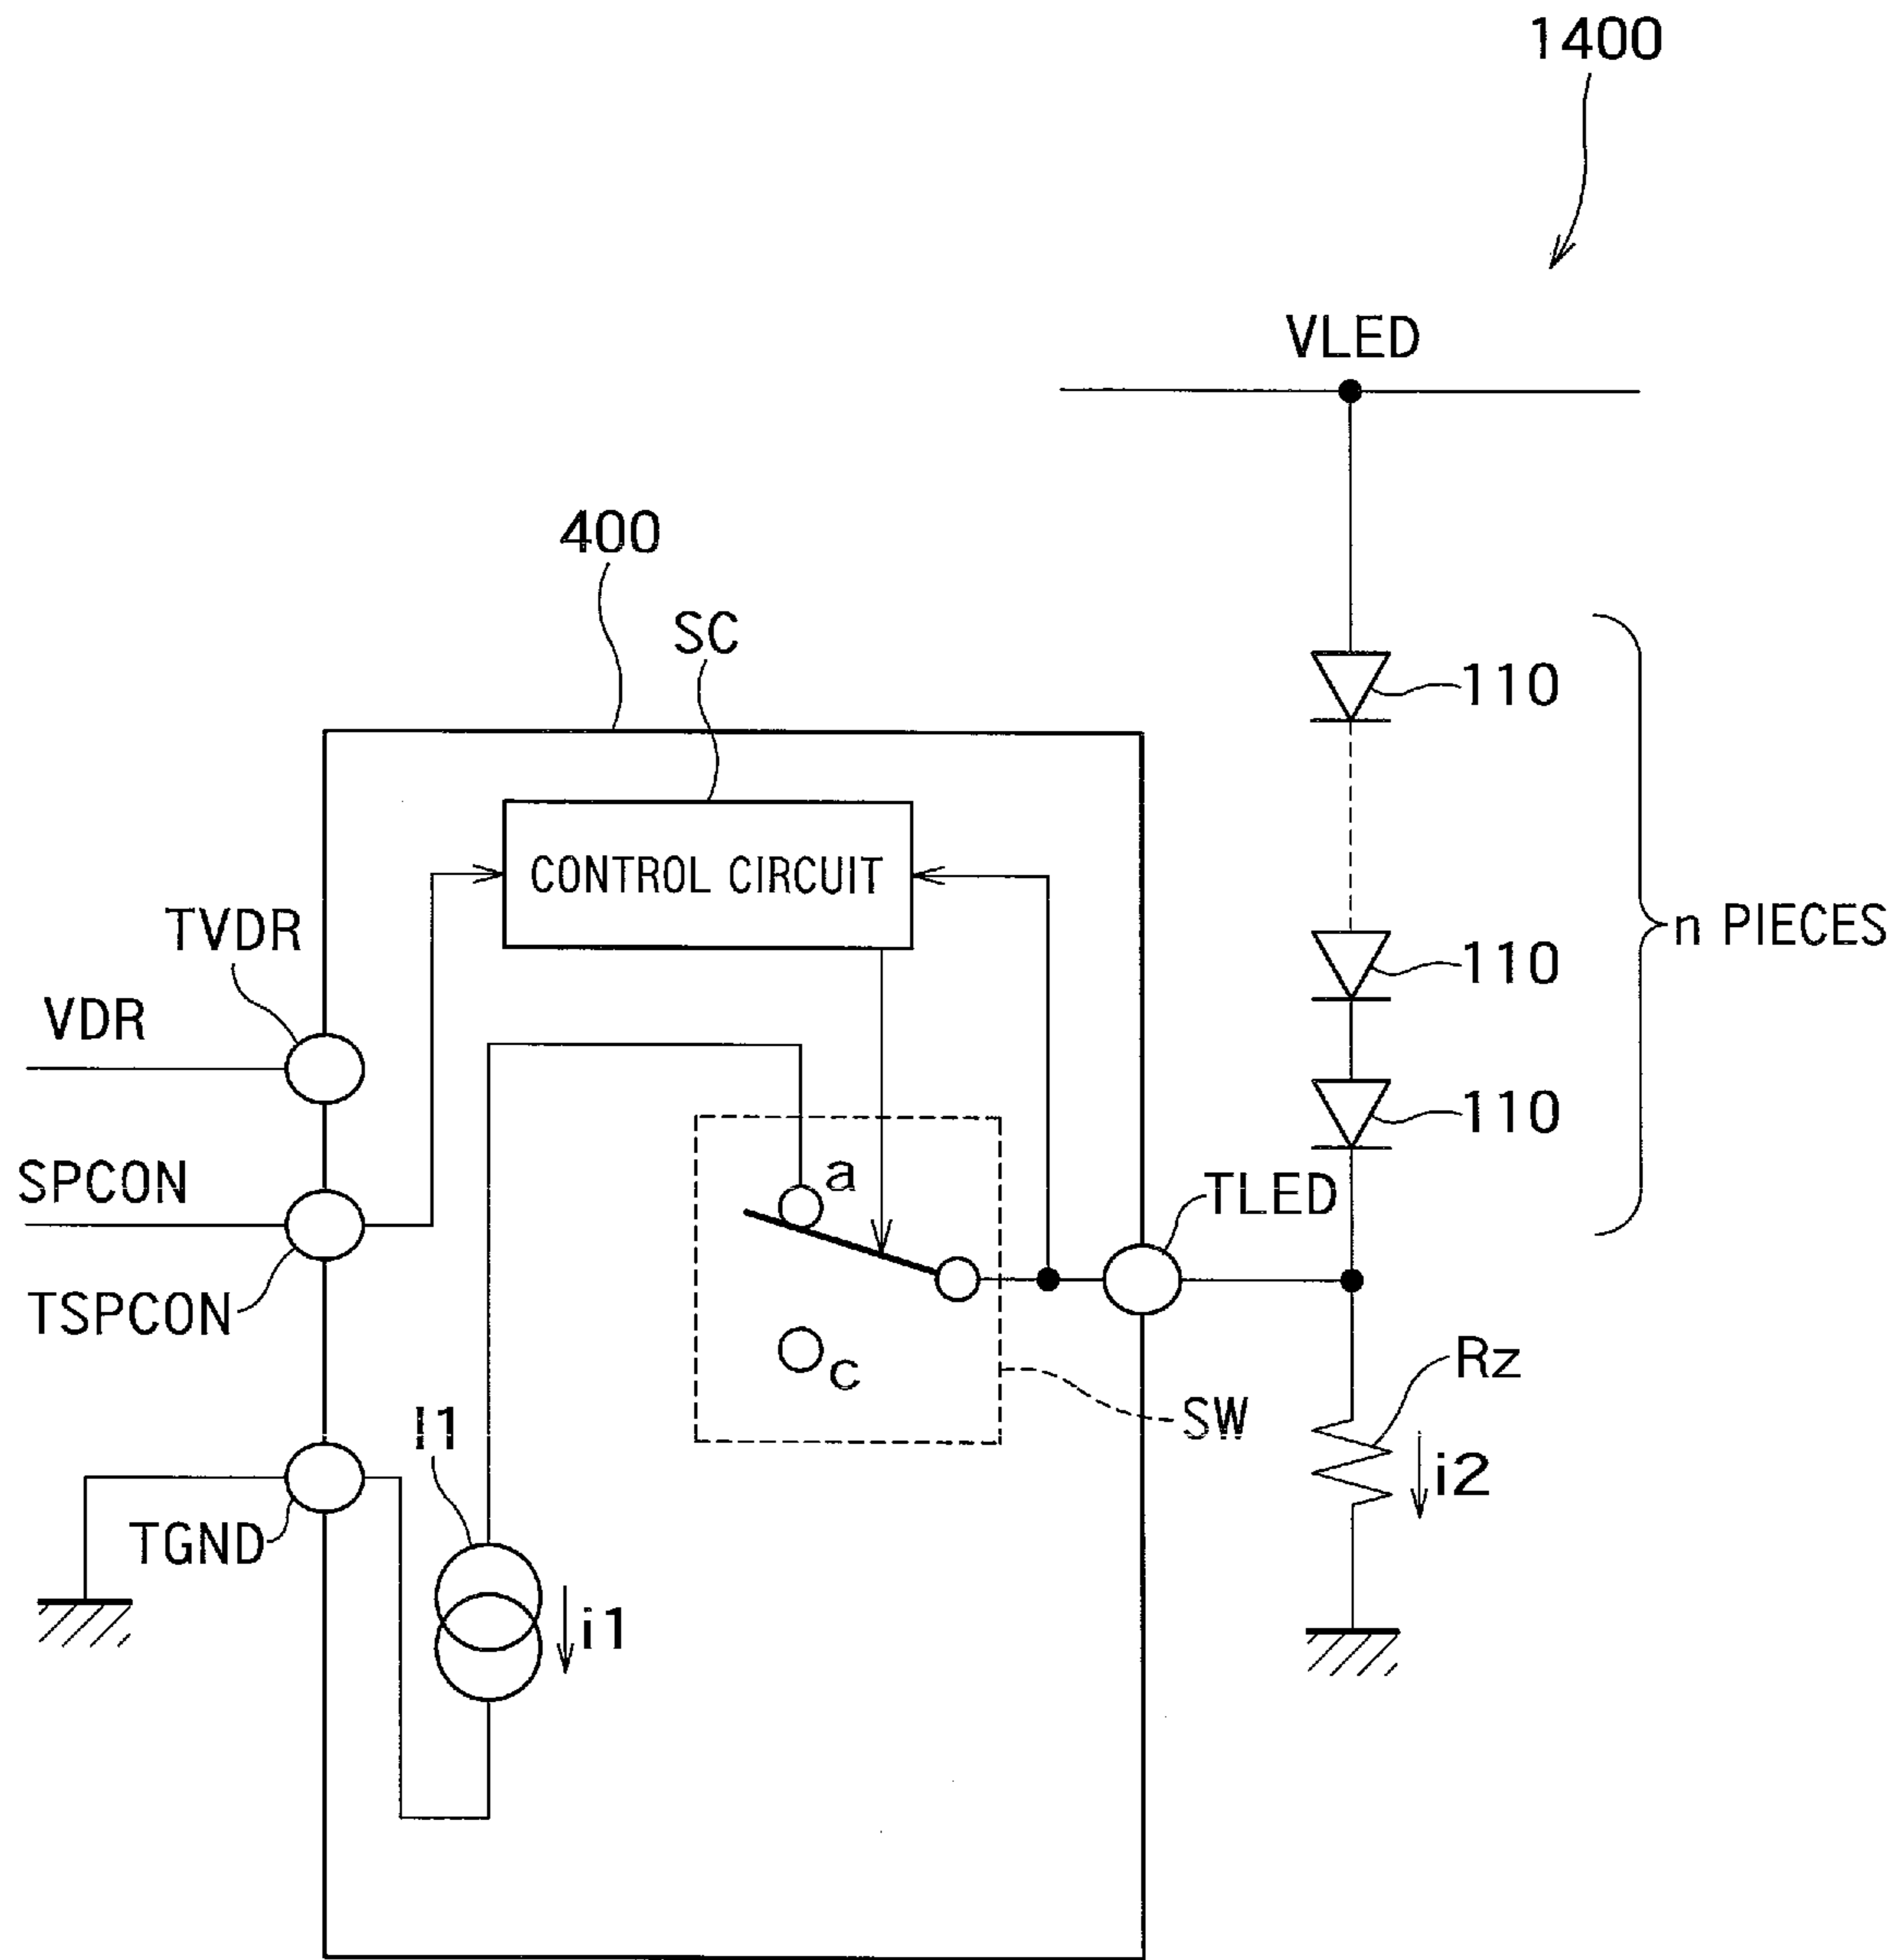 1400
VLED
400
SC
110
CONTROL CIRCUIT
TVDR
n PIECES
110
VDR
110
SPCON
a
TLED
TSPCON
Rz
c
SW
I1
i2
TGND
i1